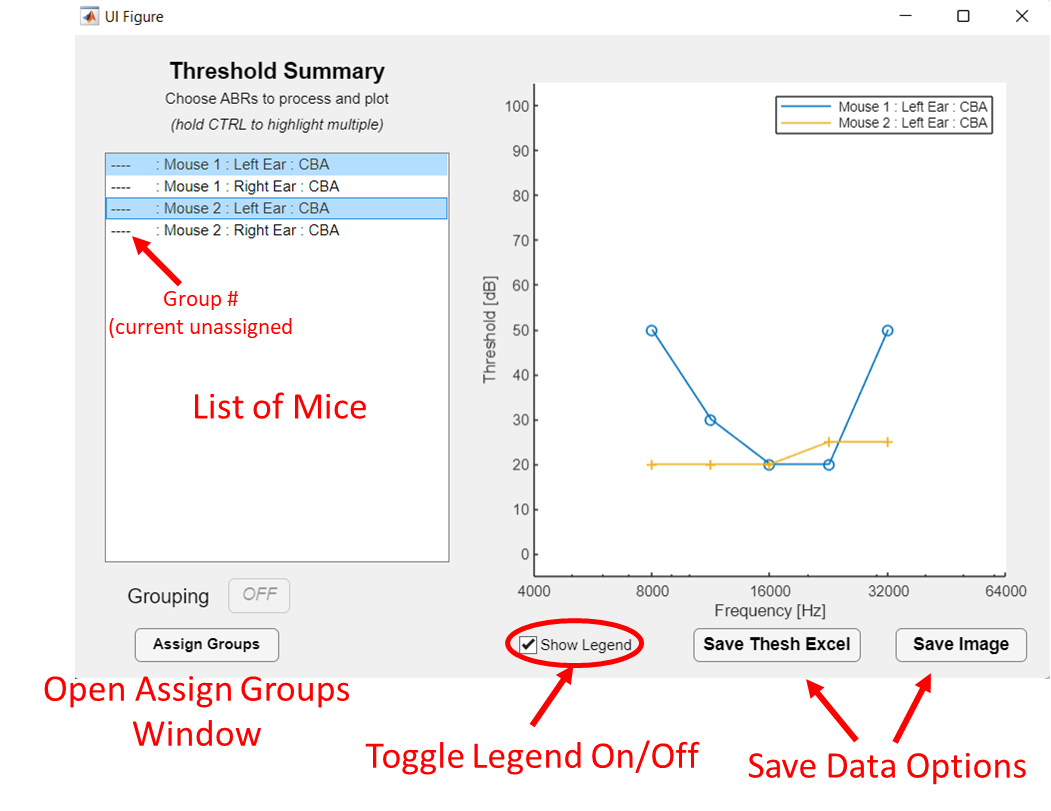 UI Figure
Threshold Summary
Choose ABRs to process and plot
(hold CTRL to highlight multiple)
---- : Mouse 1 : Left Ear : CBA
---- : Mouse 1 : Right Ear : CBA
---- : Mouse 2 : Left Ear : CBA
---- : Mouse 2 : Right Ear : CBA
Group #
(current unassigned
List of Mice
Grouping OFF
Assign Groups
Open Assign Groups
Window
Mouse 1 : Left Ear : CBA
Mouse 2 : Left Ear : CBA
Threshold [dB]
100
90
80
70
60
50
40
30
20
10
0
4000 8000 16000 32000 64000
Frequency [Hz]
Show Legend
Save Thesh Excel
Save Image
Toggle Legend On/Off
Save Data Options